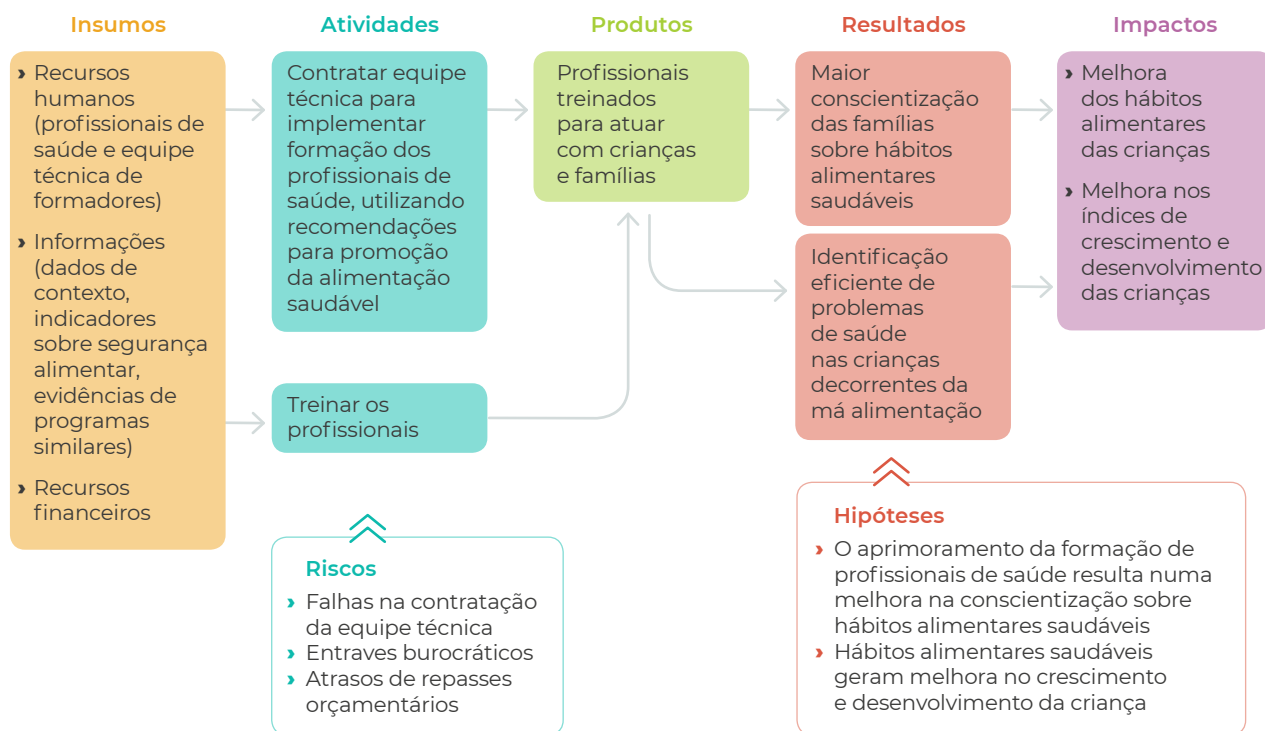 Insumos
› Recursos
humanos
(profissionais de
saúde e equipe
técnica de
formadores)
› Informações
(dados de
contexto,
indicadores
sobre segurança
alimentar,
evidências de
programas
similares)
› Recursos
financeiros
Atividades
Contratar equipe
técnica para
implementar
formação dos
profissionais de
saúde, utilizando
recomendações
para promoção
da alimentação
saudável
Treinar os
profissionais
Riscos
› Falhas na contratação
da equipe técnica
› Entraves burocráticos
› Atrasos de repasses
orçamentários
Produtos
Profissionais
treinados
para atuar
com crianças
e famílias
Resultados
Maior
conscientização
das famílias
sobre hábitos
alimentares
saudáveis
Identificação
eficiente de
problemas
de saúde
nas crianças
decorrentes da
má alimentação
Hipóteses
› O aprimoramento da formação de
profissionais de saúde resulta numa
melhora na conscientização sobre
hábitos alimentares saudáveis
› Hábitos alimentares saudáveis
geram melhora no crescimento
e desenvolvimento da criança
Impactos
› Melhora
dos hábitos
alimentares
das crianças
› Melhora nos
índices de
crescimento e
desenvolvimento
das crianças